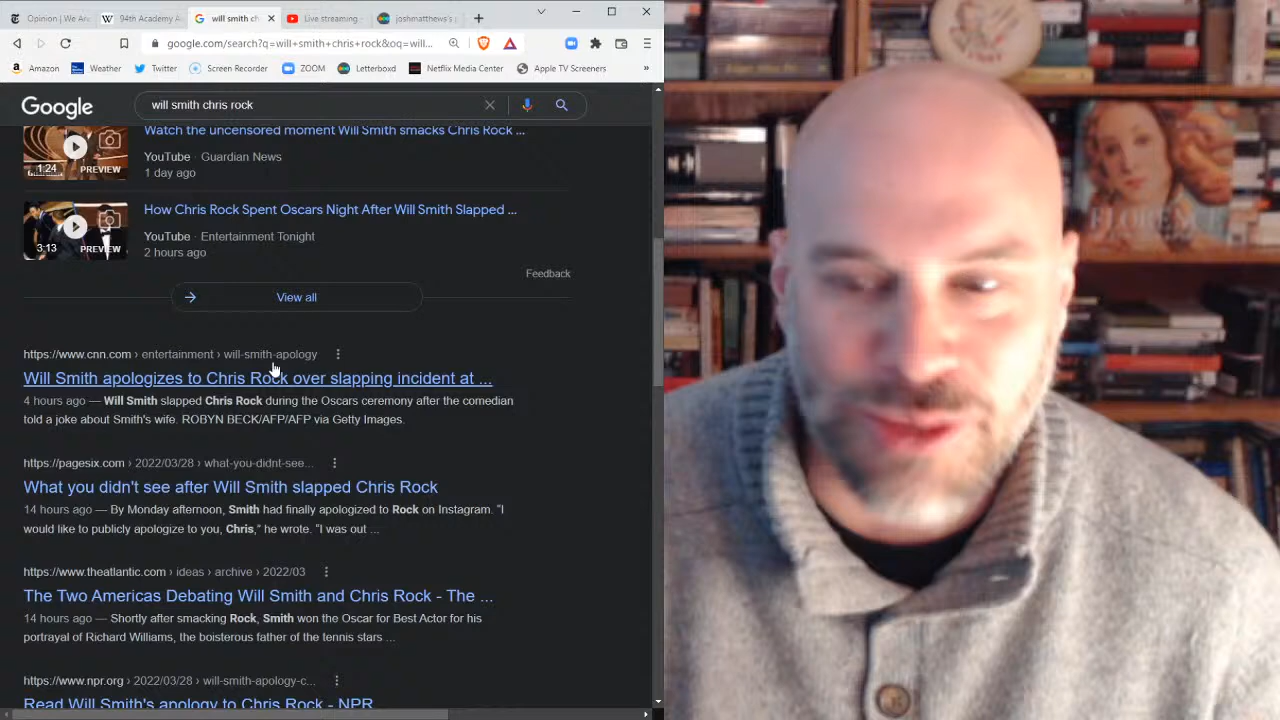 Opinion | We Are
94th Academy A
will smith ch
Live streaming
joshmatthews's
google.com/search?q=will+smith+chris+rock&oq=will...
Amazon
Weather
Twitter
Screen Recorder
ZOOM
Letterboxd
Netflix Media Center
Apple TV Screeners
»
Google
will smith chris rock
Watch the uncensored moment Will Smith smacks Chris Rock ...
1:24
PREVIEW
YouTube · Guardian News
1 day ago
How Chris Rock Spent Oscars Night After Will Smith Slapped ...
3:13
PREVIEW
YouTube · Entertainment Tonight
2 hours ago
Feedback
View all
https://www.cnn.com › entertainment › will-smith-apology
Will Smith apologizes to Chris Rock over slapping incident at ...
4 hours ago — Will Smith slapped Chris Rock during the Oscars ceremony after the comedian
told a joke about Smith's wife. ROBYN BECK/AFP/AFP via Getty Images.
https://pagesix.com › 2022/03/28 › what-you-didnt-see...
What you didn't see after Will Smith slapped Chris Rock
14 hours ago — By Monday afternoon, Smith had finally apologized to Rock on Instagram. "I
would like to publicly apologize to you, Chris," he wrote. "I was out ...
https://www.theatlantic.com › ideas › archive › 2022/03
The Two Americas Debating Will Smith and Chris Rock - The ...
14 hours ago — Shortly after smacking Rock, Smith won the Oscar for Best Actor for his
portrayal of Richard Williams, the boisterous father of the tennis stars ...
https://www.npr.org › 2022/03/28 › will-smith-apology-c...
Read Will Smith's apology to Chris Rock - NPR
FLORENCE